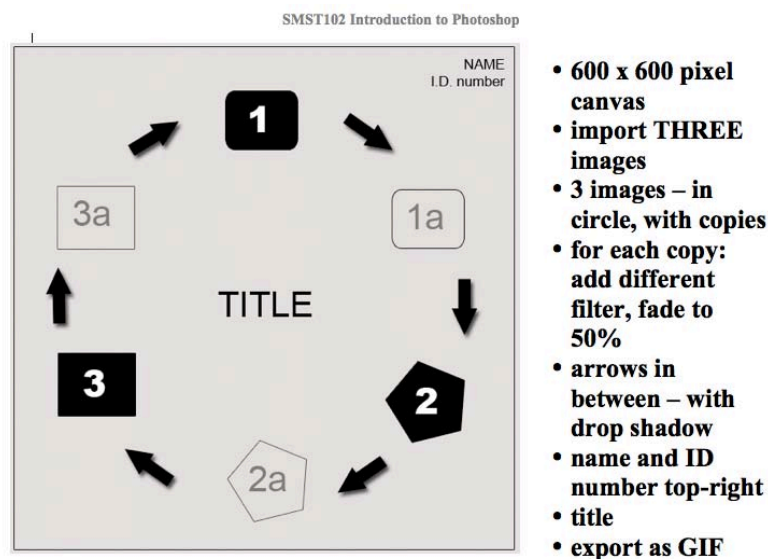 SMST102 Introduction to Photoshop
NAME
I.D. number
1
3a
1a
TITLE
3
2
2a
• 600 x 600 pixel
canvas
• import THREE
images
• 3 images – in
circle, with copies
• for each copy:
add different
filter, fade to
50%
• arrows in
between – with
drop shadow
• name and ID
number top-right
• title
• export as GIF